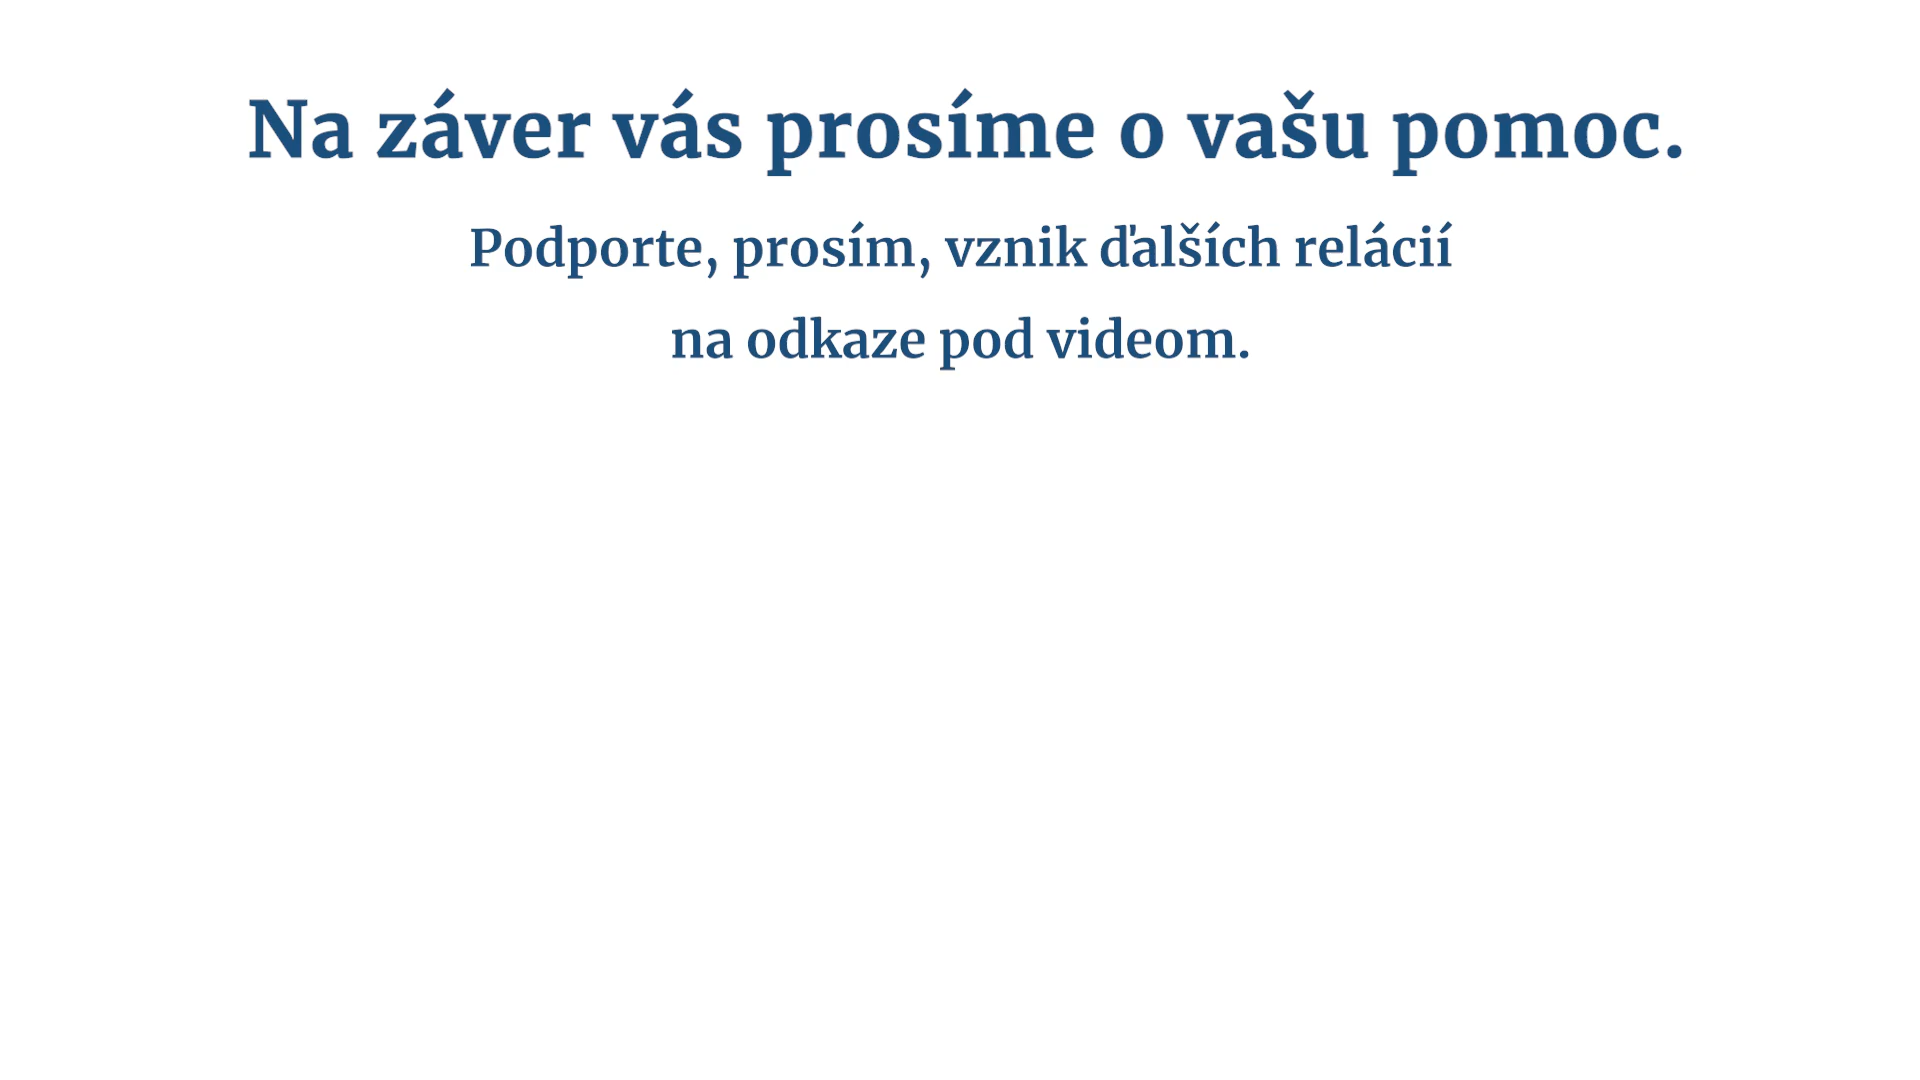 Na záver vás prosíme o vašu pomoc.
Podporte, prosím, vznik ďalších relácií
na odkaze pod videom.